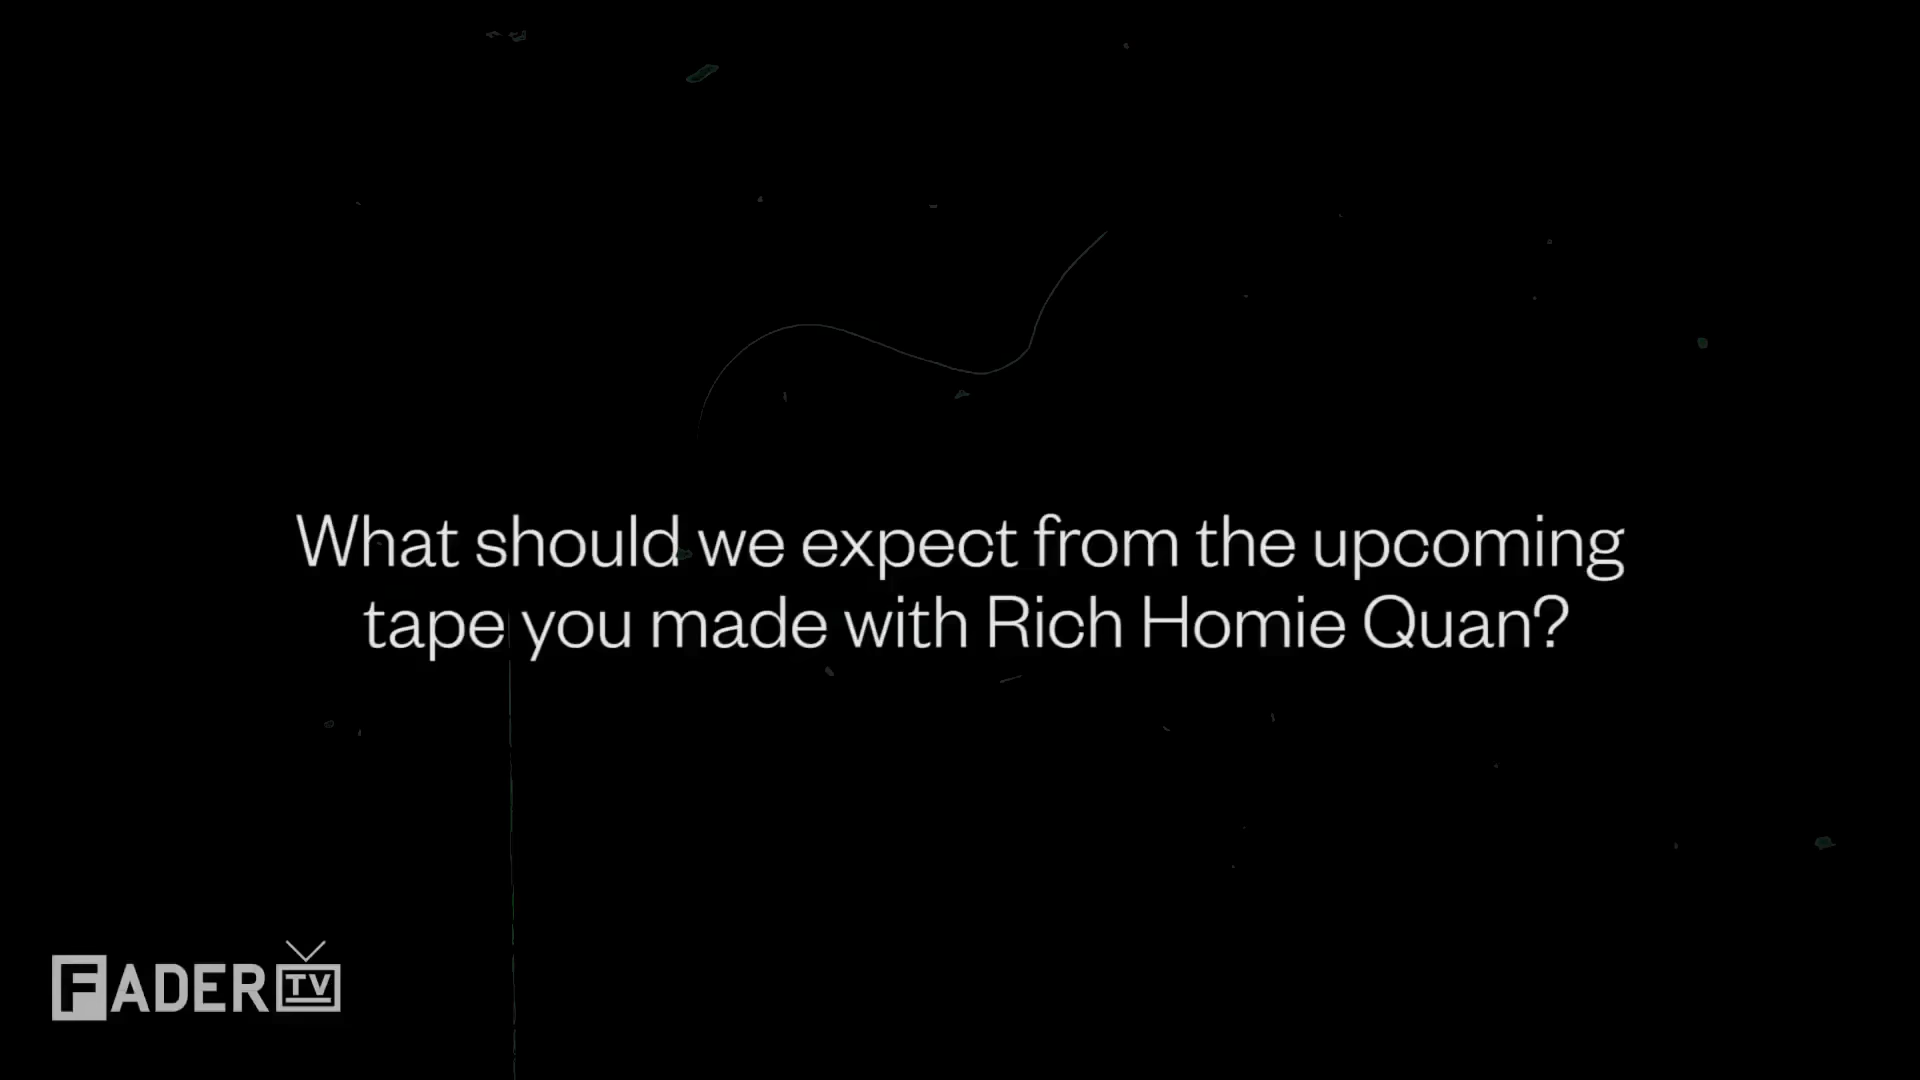 What should we expect from the upcoming
tape you made with Rich Homie Quan?
FADER TV